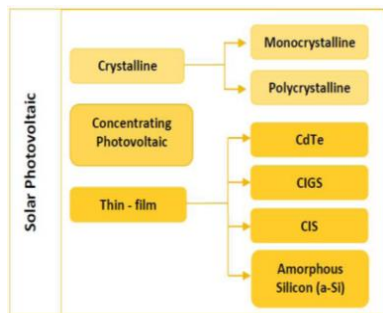 Solar Photovoltaic
Crystalline
Monocrystalline
Polycrystalline
Concentrating
Photovoltaic
Thin - film
CdTe
CIGS
CIS
Amorphous
Silicon (a-Si)